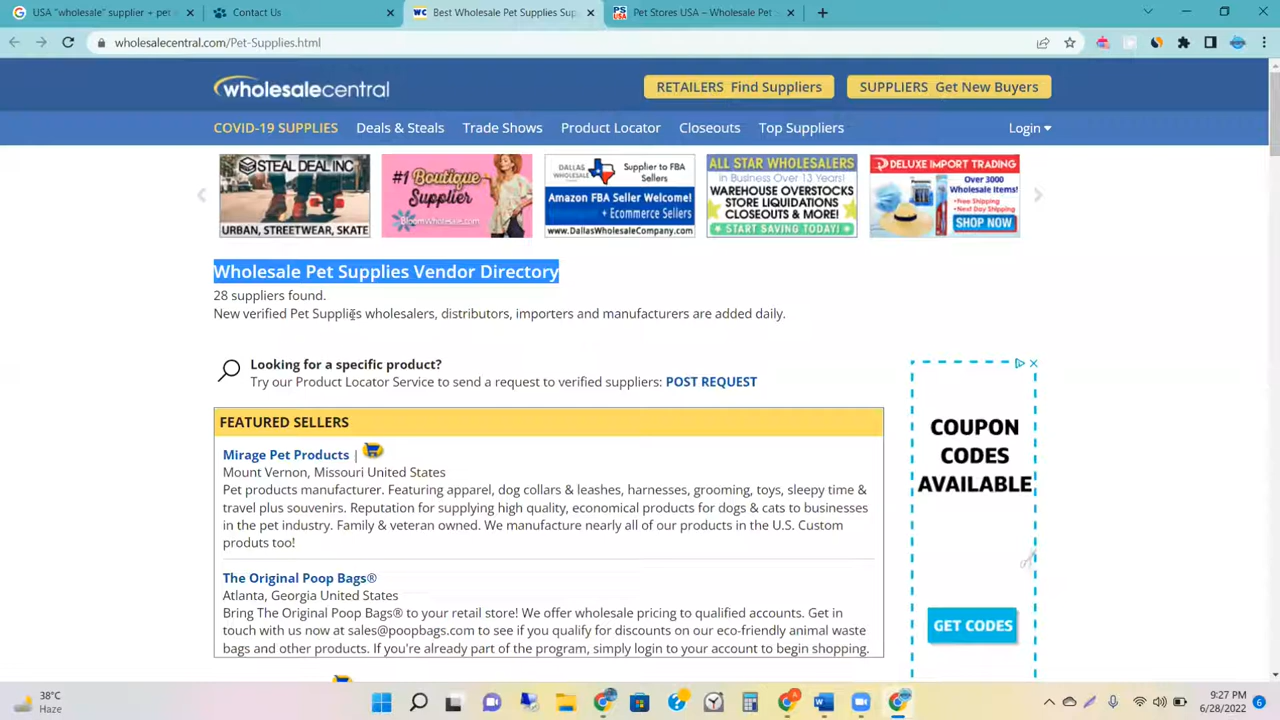 USA "wholesale" supplier + pet
Contact Us
WC Best Wholesale Pet Supplies Sup
PS USA Pet Stores USA – Wholesale Pet
wholesalecentral.com/Pet-Supplies.html
wholesalecentral
RETAILERS Find Suppliers
SUPPLIERS Get New Buyers
COVID-19 SUPPLIES Deals & Steals Trade Shows Product Locator Closeouts Top Suppliers Login
STEAL DEAL INC
URBAN, STREETWEAR, SKATE
#1 Boutique
Supplier
BloomWholesale.com
DALLAS
WHOLESALE
Supplier to FBA
Sellers
Amazon FBA Seller Welcome!
+ Ecommerce Sellers
www.DallasWholesaleCompany.com
ALL STAR WHOLESALERS
in Business Over 13 Years!
WAREHOUSE OVERSTOCKS
STORE LIQUIDATIONS
CLOSEOUTS & MORE!
START SAVING TODAY!
DELUXE IMPORT TRADING
Over 3000
Wholesale Items!
Free Shipping
Next Day Shipping
SHOP NOW
Wholesale Pet Supplies Vendor Directory
28 suppliers found.
New verified Pet Supplies wholesalers, distributors, importers and manufacturers are added daily.
Looking for a specific product?
Try our Product Locator Service to send a request to verified suppliers: POST REQUEST
FEATURED SELLERS
Mirage Pet Products |
Mount Vernon, Missouri United States
Pet products manufacturer. Featuring apparel, dog collars & leashes, harnesses, grooming, toys, sleepy time &
travel plus souvenirs. Reputation for supplying high quality, economical products for dogs & cats to businesses
in the pet industry. Family & veteran owned. We manufacture nearly all of our products in the U.S. Custom
produts too!
The Original Poop Bags®
Atlanta, Georgia United States
Bring The Original Poop Bags® to your retail store! We offer wholesale pricing to qualified accounts. Get in
touch with us now at sales@poopbags.com to see if you qualify for discounts on our eco-friendly animal waste
bags and other products. If you're already part of the program, simply login to your account to begin shopping.
COUPON
CODES
AVAILABLE
GET CODES
38°C
Haze
9:27 PM
6/28/2022
6